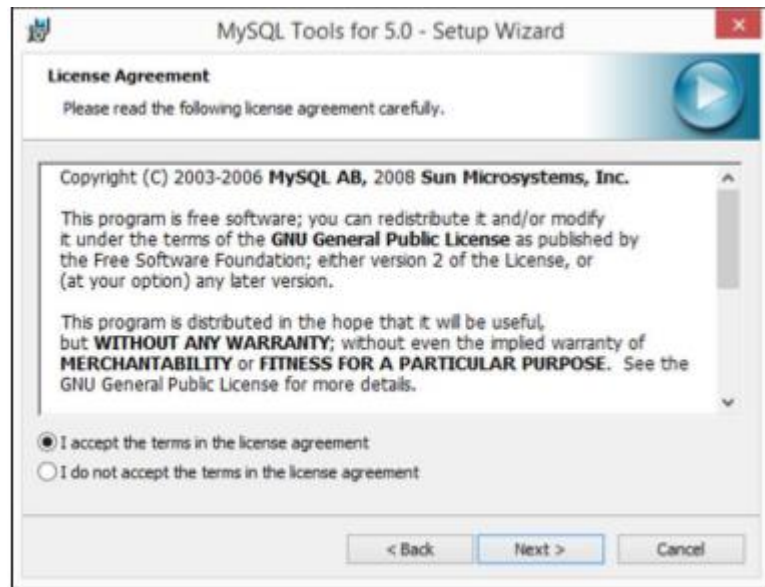 MySQL Tools for 5.0 - Setup Wizard
License Agreement
Please read the following license agreement carefully.
Copyright (C) 2003-2006 MySQL AB, 2008 Sun Microsystems, Inc.
This program is free software; you can redistribute it and/or modify
it under the terms of the GNU General Public License as published by
the Free Software Foundation; either version 2 of the License, or
(at your option) any later version.
This program is distributed in the hope that it will be useful,
but WITHOUT ANY WARRANTY; without even the implied warranty of
MERCHANTABILITY or FITNESS FOR A PARTICULAR PURPOSE. See the
GNU General Public License for more details.
I accept the terms in the license agreement
I do not accept the terms in the license agreement
< Back Next > Cancel